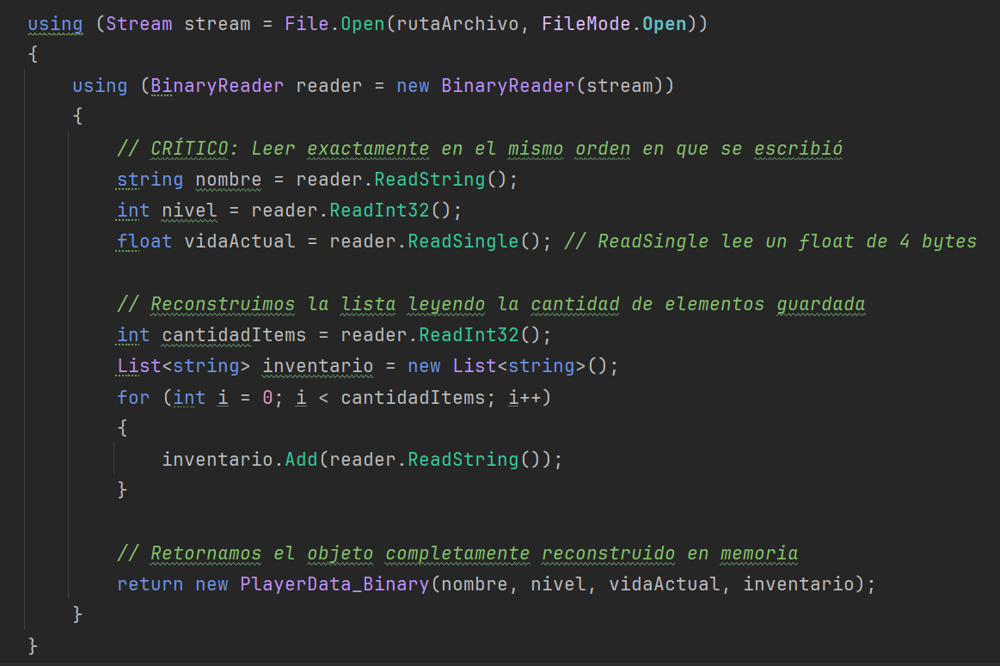 using (Stream stream = File.Open(rutaArchivo, FileMode.Open))
{
using (BinaryReader reader = new BinaryReader(stream))
{
// CRÍTICO: Leer exactamente en el mismo orden en que se escribió
string nombre = reader.ReadString();
int nivel = reader.ReadInt32();
float vidaActual = reader.ReadSingle(); // ReadSingle lee un float de 4 bytes
// Reconstruimos la lista leyendo la cantidad de elementos guardada
int cantidadItems = reader.ReadInt32();
List<string> inventario = new List<string>();
for (int i = 0; i < cantidadItems; i++)
{
inventario.Add(reader.ReadString());
}
// Retornamos el objeto completamente reconstruido en memoria
return new PlayerData_Binary(nombre, nivel, vidaActual, inventario);
}
}